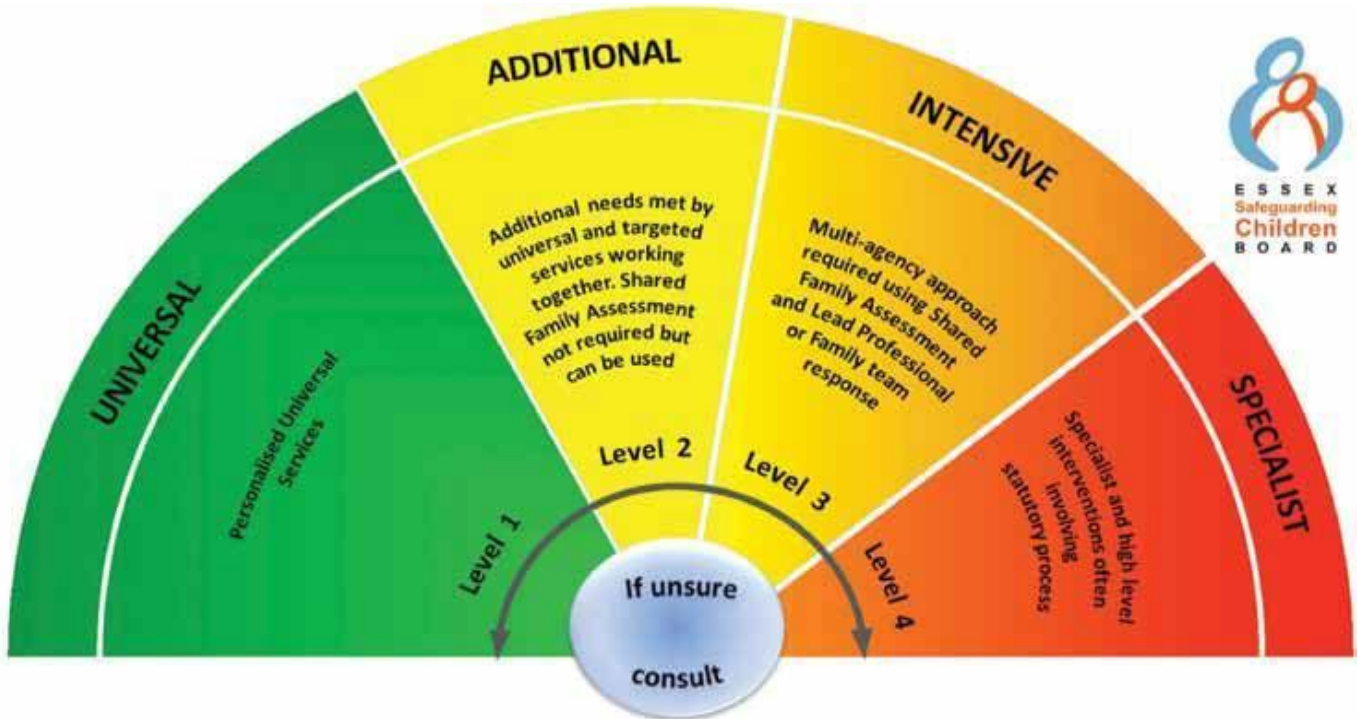 UNIVERSAL
Personalised Universal
Services
Level 1
ADDITIONAL
Additional needs met by
universal and targeted
services working
together. Shared
Family Assessment
not required but
can be used
Level 2
INTENSIVE
Multi-agency approach
required using Shared
Family Assessment
and Lead Professional
or Family team
response
Level 3
SPECIALIST
Specialist and high level
interventions often
involving
statutory process
Level 4
If unsure
consult
ESSEX
Safeguarding
Children
BOARD